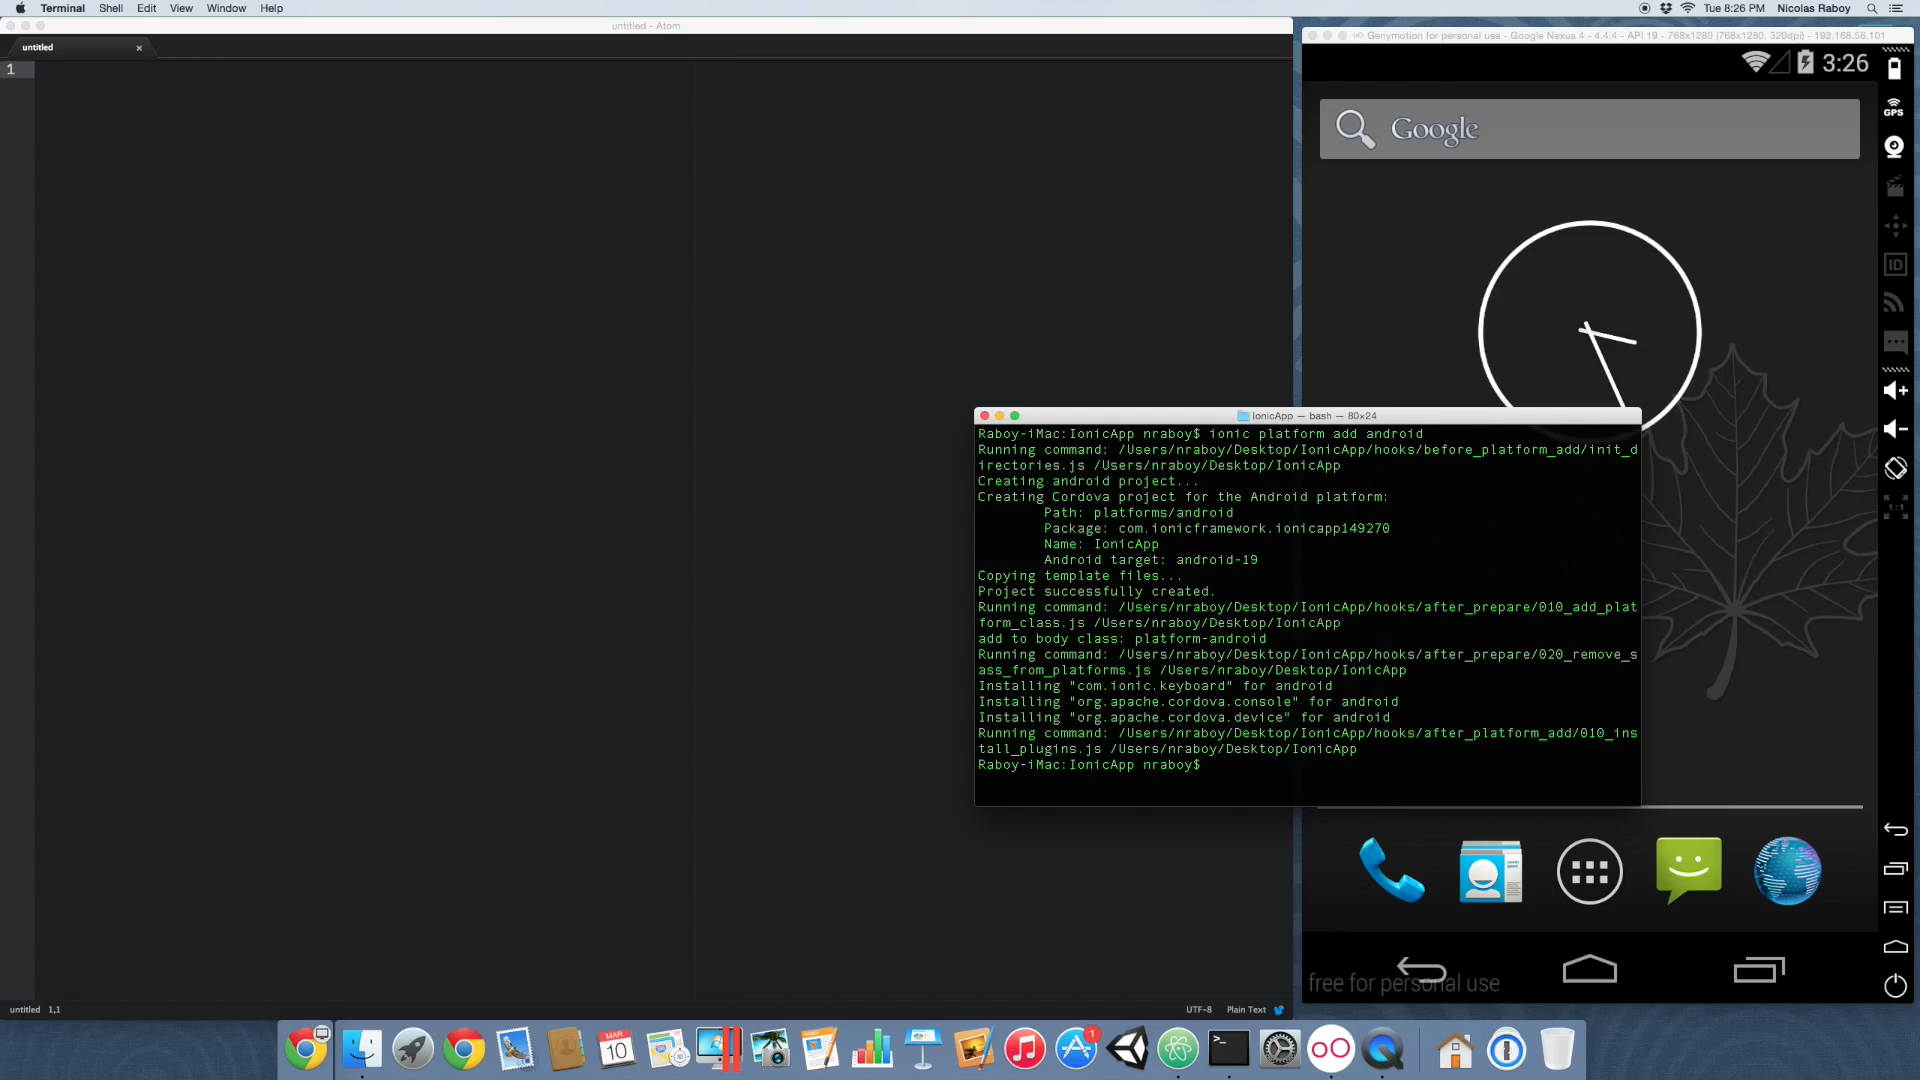 Terminal Shell Edit View Window Help Tue 8:26 PM Nicolas Raboy
untitled - Atom
untitled
1
Genymotion for personal use - Google Nexus 4 - 4.4.4 - API 19 - 768x1280 (768x1280, 320dpi) - 192.168.56.101
3:26
GPS
Google
ID
1:1
IonicApp — bash — 80×24
Raboy-iMac:IonicApp nraboy$ ionic platform add android
Running command: /Users/nraboy/Desktop/IonicApp/hooks/before_platform_add/init_d
irectories.js /Users/nraboy/Desktop/IonicApp
Creating android project...
Creating Cordova project for the Android platform:
Path: platforms/android
Package: com.ionicframework.ionicapp149270
Name: IonicApp
Android target: android-19
Copying template files...
Project successfully created.
Running command: /Users/nraboy/Desktop/IonicApp/hooks/after_prepare/010_add_plat
form_class.js /Users/nraboy/Desktop/IonicApp
add to body class: platform-android
Running command: /Users/nraboy/Desktop/IonicApp/hooks/after_prepare/020_remove_s
ass_from_platforms.js /Users/nraboy/Desktop/IonicApp
Installing "com.ionic.keyboard" for android
Installing "org.apache.cordova.console" for android
Installing "org.apache.cordova.device" for android
Running command: /Users/nraboy/Desktop/IonicApp/hooks/after_platform_add/010_ins
tall_plugins.js /Users/nraboy/Desktop/IonicApp
Raboy-iMac:IonicApp nraboy$
free for personal use
untitled 1,1 UTF-8 Plain Text
MAR
10
1